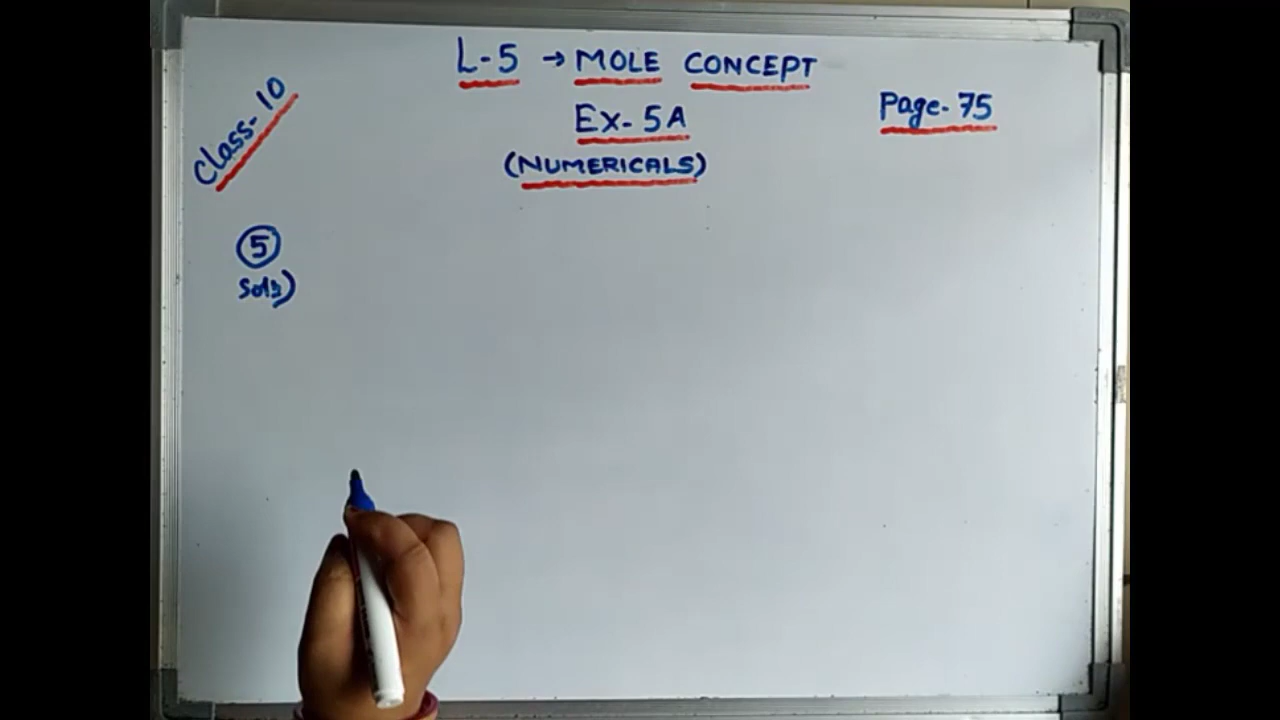 L-5 → MOLE CONCEPT
Class-10
Ex-5A
Page-75
(NUMERICALS)
5
Soln)